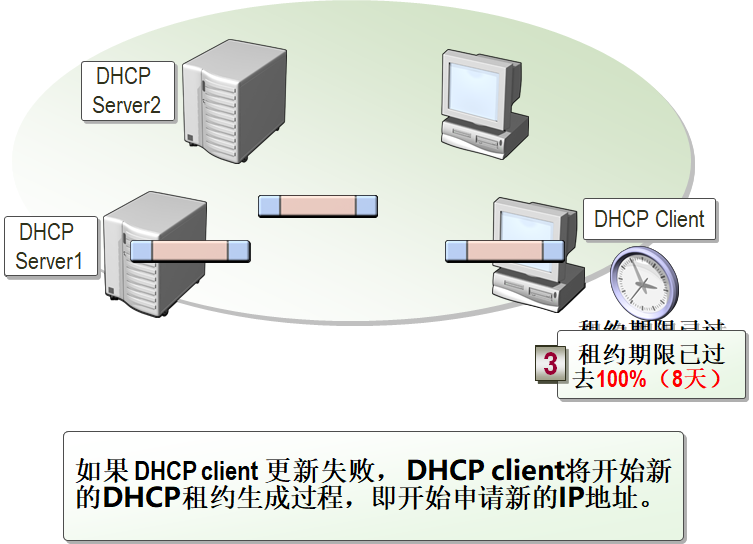 DHCP
Server2
DHCP
Server1
DHCP Client
租约期限已过
3
租约期限已过
去100%（8天）
如果 DHCP client 更新失败， DHCP client将开始新
的DHCP租约生成过程，即开始申请新的IP地址。